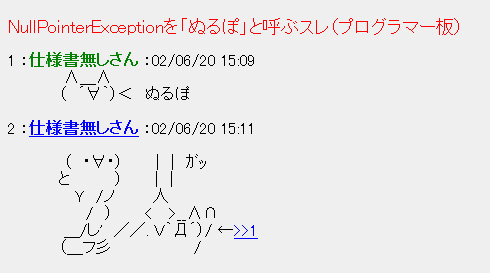 NullPointerExceptionを「ぬるぽ」と呼ぶスレ（プログラマー板）
1 ：仕様書無しさん ：02/06/20 15:09
　　　∧＿∧
　　（　´∀｀）＜　ぬるぽ
2 ：仕様書無しさん ：02/06/20 15:11
　　（　・∀・）　　　|　|　ｶﾞｯ
　と　　　　）　 　 |　|
　　 Ｙ　/ノ　　　 人
　　　 /　）　 　 <　 >__Λ∩
　 ＿/し'　／／. Ｖ｀Д´）/ ←>>1
　（＿フ彡　　　　　 　　/